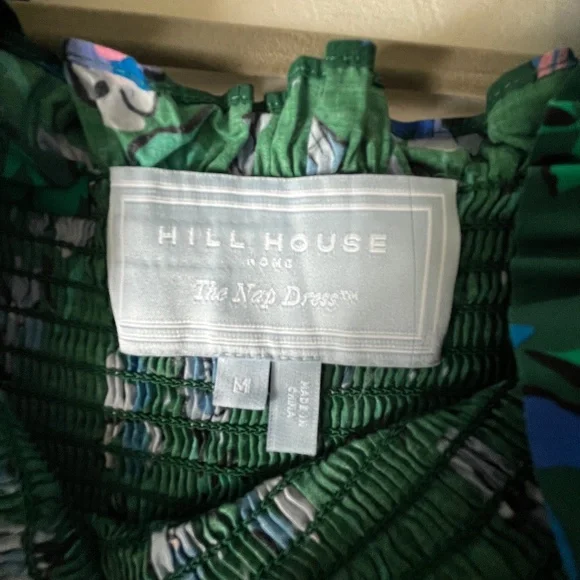 HILL HOUSE
HOME
The Nap Dress™
M
MADE IN
CHINA